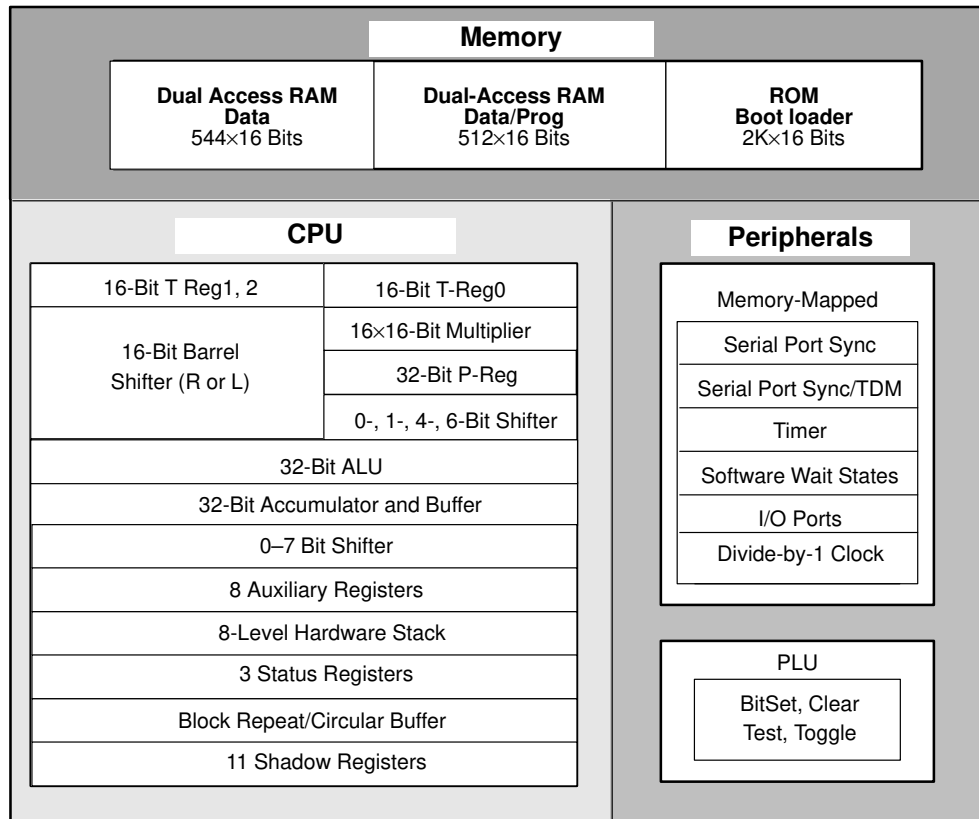 Memory
Dual Access RAM
Data
544×16 Bits
Dual-Access RAM
Data/Prog
512×16 Bits
ROM
Boot loader
2K×16 Bits
CPU
16-Bit T Reg1, 2
16-Bit T-Reg0
16-Bit Barrel
Shifter (R or L)
16×16-Bit Multiplier
32-Bit P-Reg
0-, 1-, 4-, 6-Bit Shifter
32-Bit ALU
32-Bit Accumulator and Buffer
0–7 Bit Shifter
8 Auxiliary Registers
8-Level Hardware Stack
3 Status Registers
Block Repeat/Circular Buffer
11 Shadow Registers
Peripherals
Memory-Mapped
Serial Port Sync
Serial Port Sync/TDM
Timer
Software Wait States
I/O Ports
Divide-by-1 Clock
PLU
BitSet, Clear
Test, Toggle